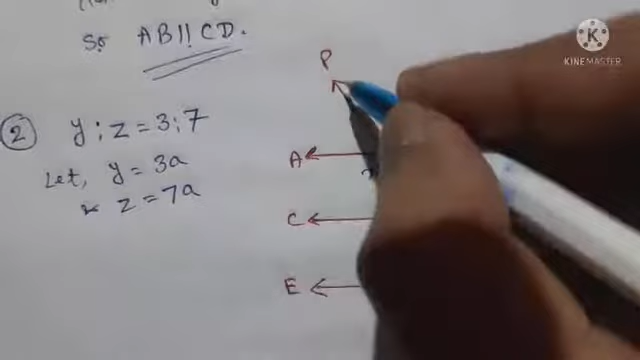 So AB || CD.
② y : z = 3 : 7
Let, y = 3a
& z = 7a
P
A
C
E
K
KINEMASTER